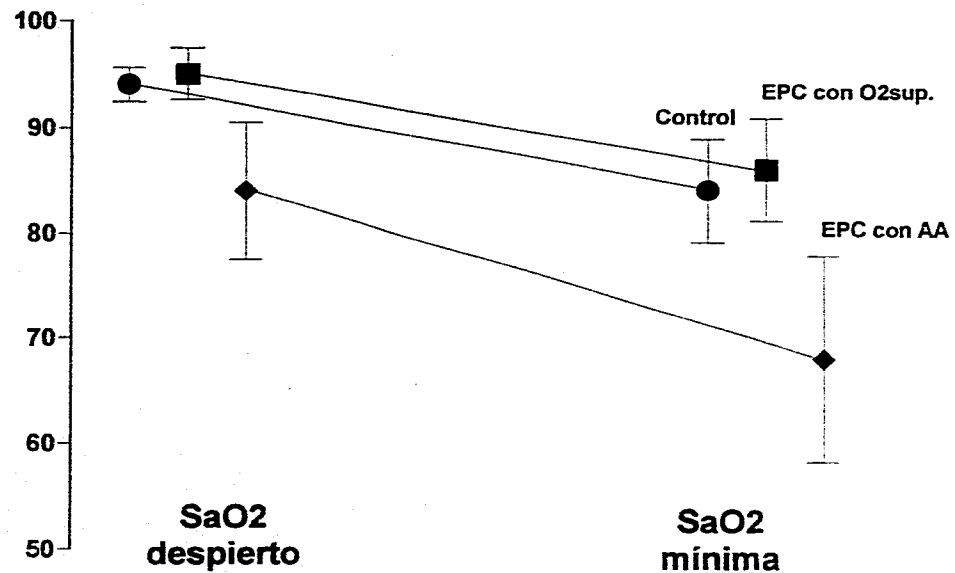 100
90
80
70
60
50
Control
EPC con O2sup.
EPC con AA
SaO2
despierto
SaO2
mínima